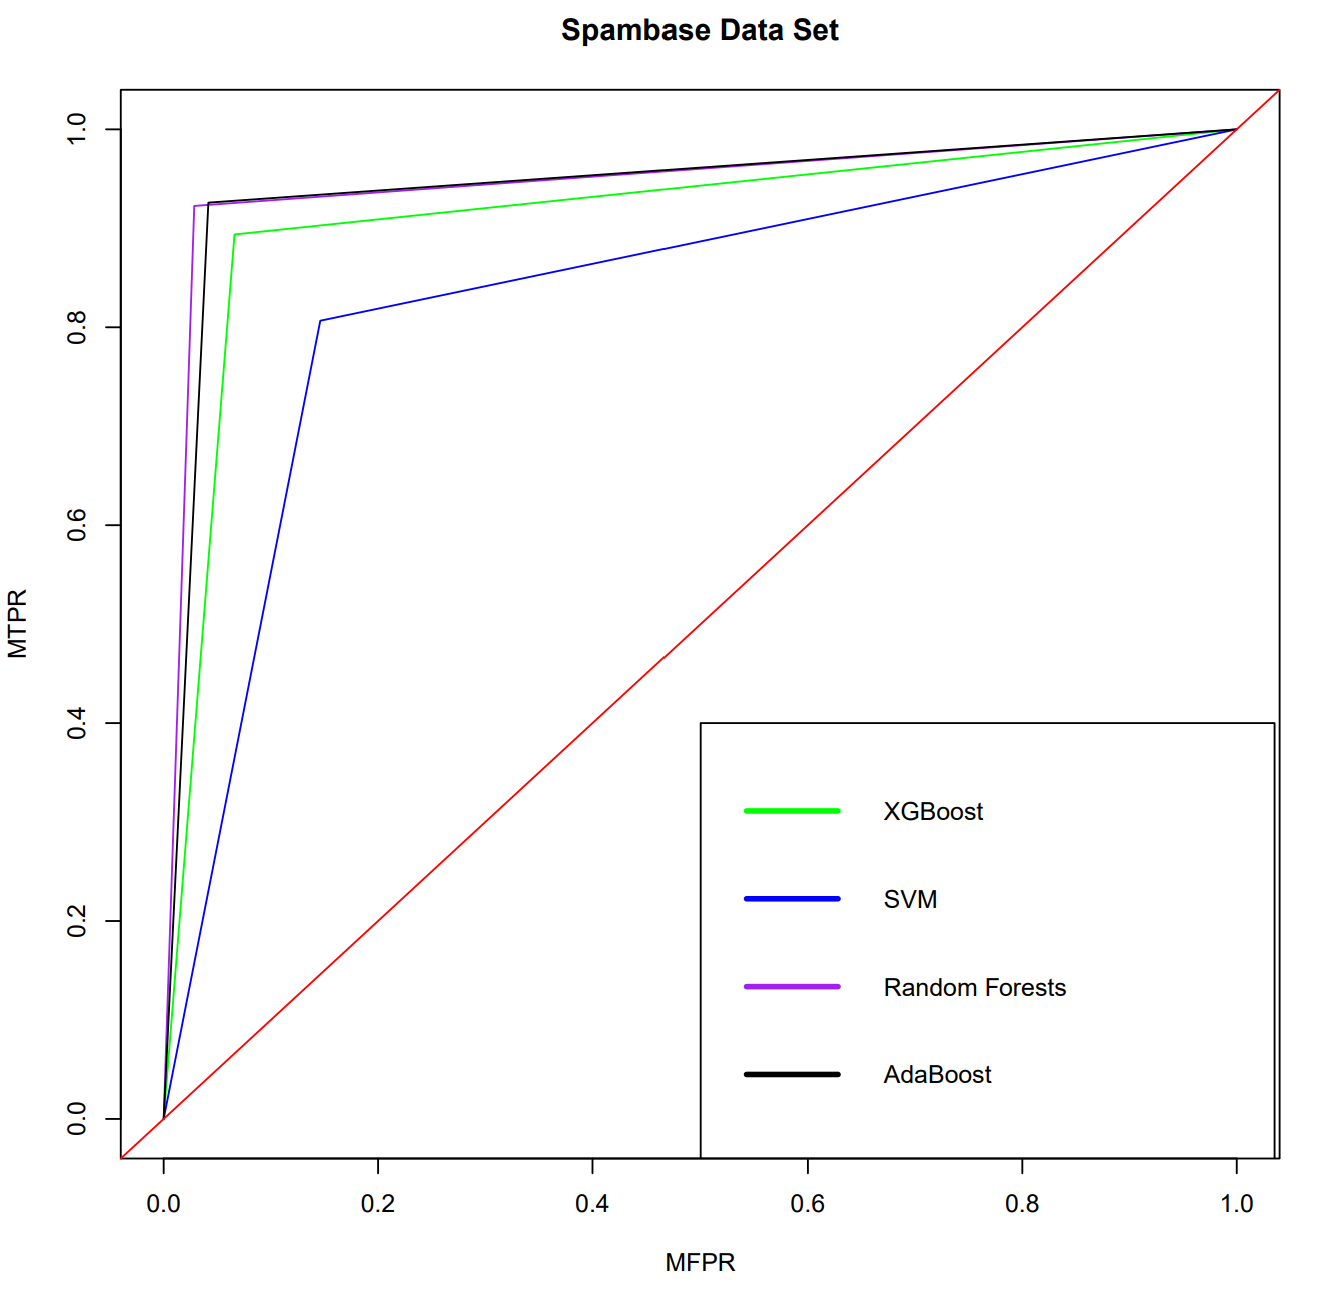 Spambase Data Set
MTPR
1.0
0.8
0.6
0.4
0.2
0.0
XGBoost
SVM
Random Forests
AdaBoost
0.0 0.2 0.4 0.6 0.8 1.0
MFPR